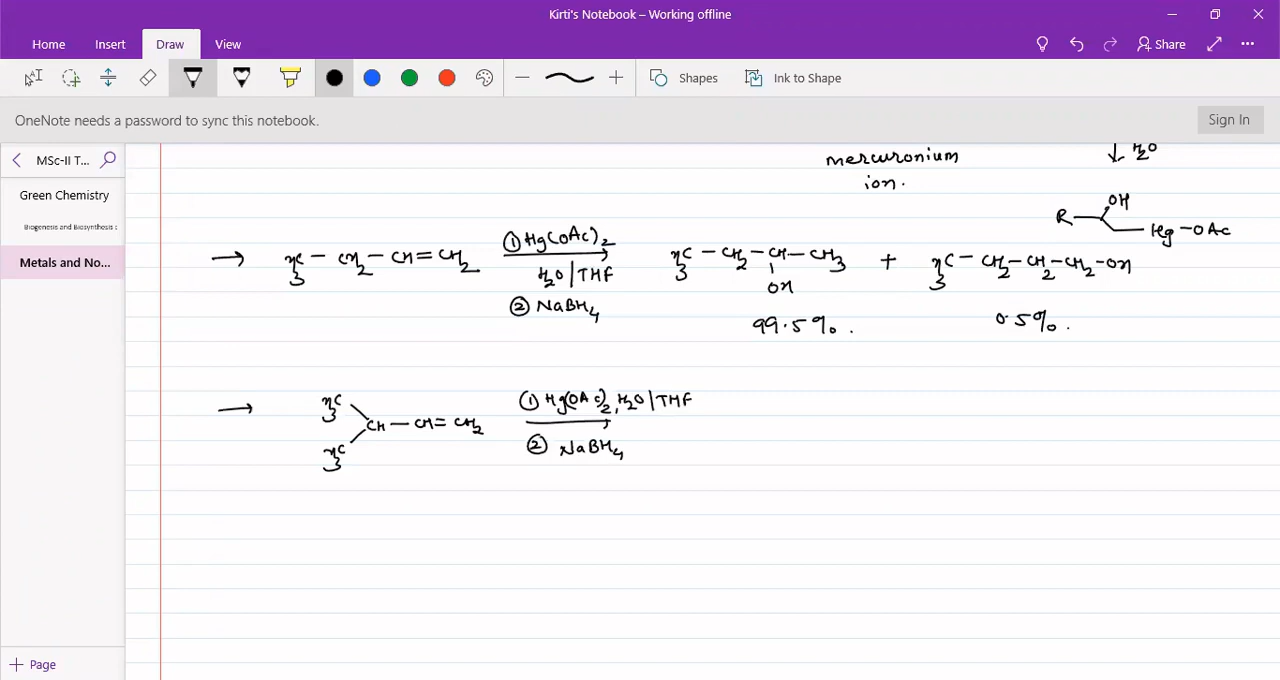 Kirti's Notebook – Working offline
Home Insert Draw View
Share
Shapes Ink to Shape
OneNote needs a password to sync this notebook. Sign In
MSc-II T...
Green Chemistry
Biogenesis and Biosynthesis
Metals and No...
Page
mercuronium
ion.
↓ H₂O
R OH
Hg–OAc
→ H₃C – CH₂ – CH = CH₂ ① Hg(OAc)₂ H₂O | THF ② NaBH₄ H₃C – CH₂ – CH – CH₃ + H₃C – CH₂ – CH₂ – CH₂ – OH
OH
99.5%. 0.5%.
→ H₃C H₃C CH – CH = CH₂ ① Hg(OAc)₂, H₂O | THF
② NaBH₄